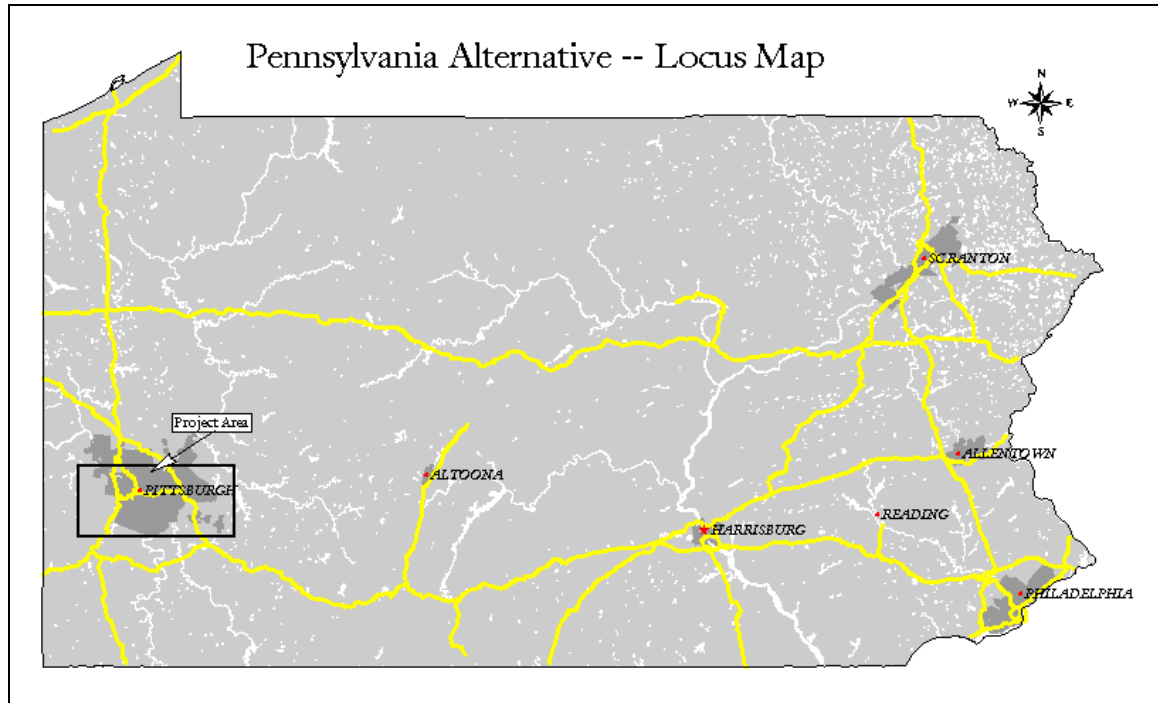 Pennsylvania Alternative -- Locus Map
N
W E
S
SCRANTON
Project Area
ALLENTOWN
ALTOONA
PITTSBURGH
READING
HARRISBURG
PHILADELPHIA